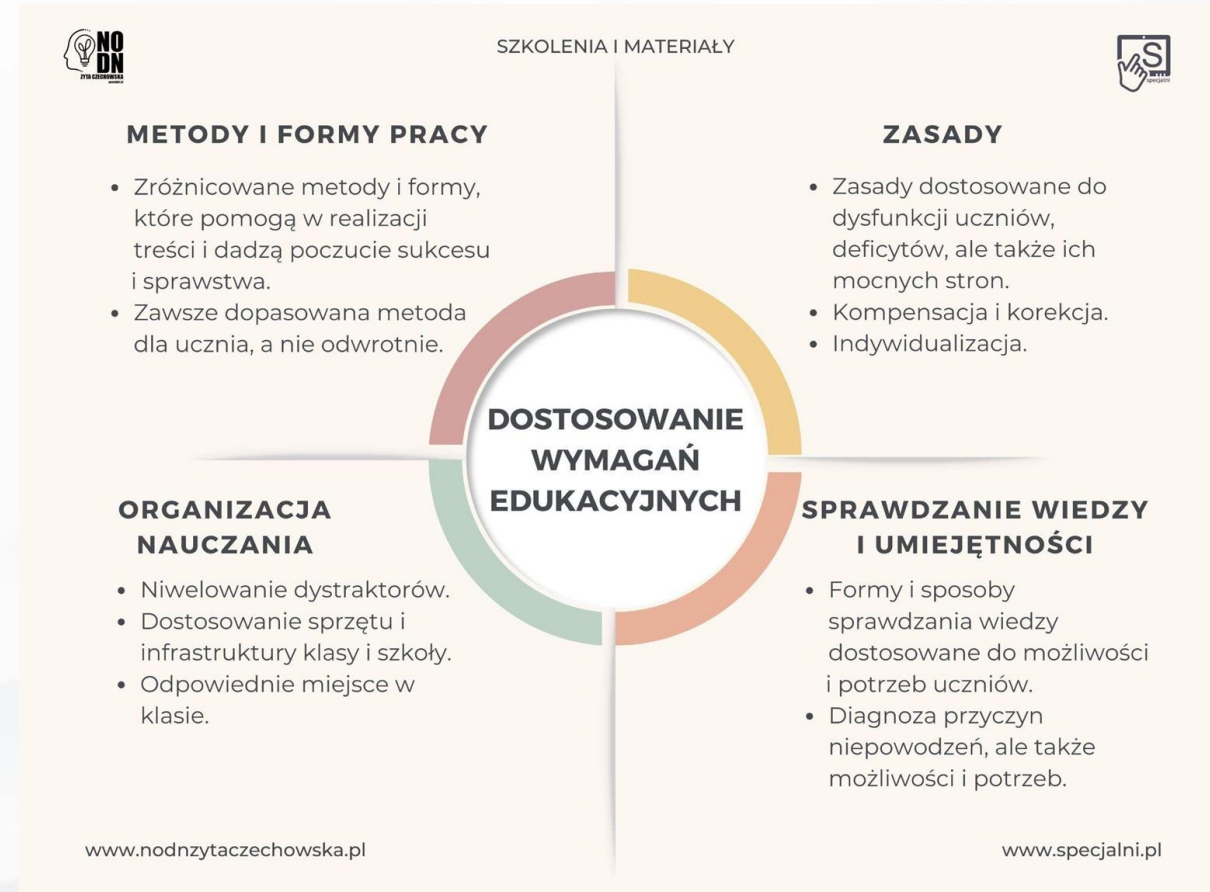 NO
DN
ZYTA CZECHOWSKA
SZKOLENIA I MATERIAŁY
S
specjalni
METODY I FORMY PRACY
• Zróżnicowane metody i formy,
które pomogą w realizacji
treści i dadzą poczucie sukcesu
i sprawstwa.
• Zawsze dopasowana metoda
dla ucznia, a nie odwrotnie.
ZASADY
• Zasady dostosowane do
dysfunkcji uczniów,
deficytów, ale także ich
mocnych stron.
• Kompensacja i korekcja.
• Indywidualizacja.
DOSTOSOWANIE
WYMAGAŃ
EDUKACYJNYCH
ORGANIZACJA
NAUCZANIA
• Niwelowanie dystraktorów.
• Dostosowanie sprzętu i
infrastruktury klasy i szkoły.
• Odpowiednie miejsce w
klasie.
SPRAWDZANIE WIEDZY
I UMIEJĘTNOŚCI
• Formy i sposoby
sprawdzania wiedzy
dostosowane do możliwości
i potrzeb uczniów.
• Diagnoza przyczyn
niepowodzeń, ale także
możliwości i potrzeb.
www.nodnzytaczechowska.pl
www.specjalni.pl